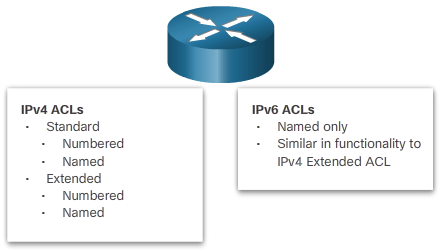 IPv4 ACLs
· Standard
· Numbered
· Named
· Extended
· Numbered
· Named
IPv6 ACLs
· Named only
· Similar in functionality to
IPv4 Extended ACL